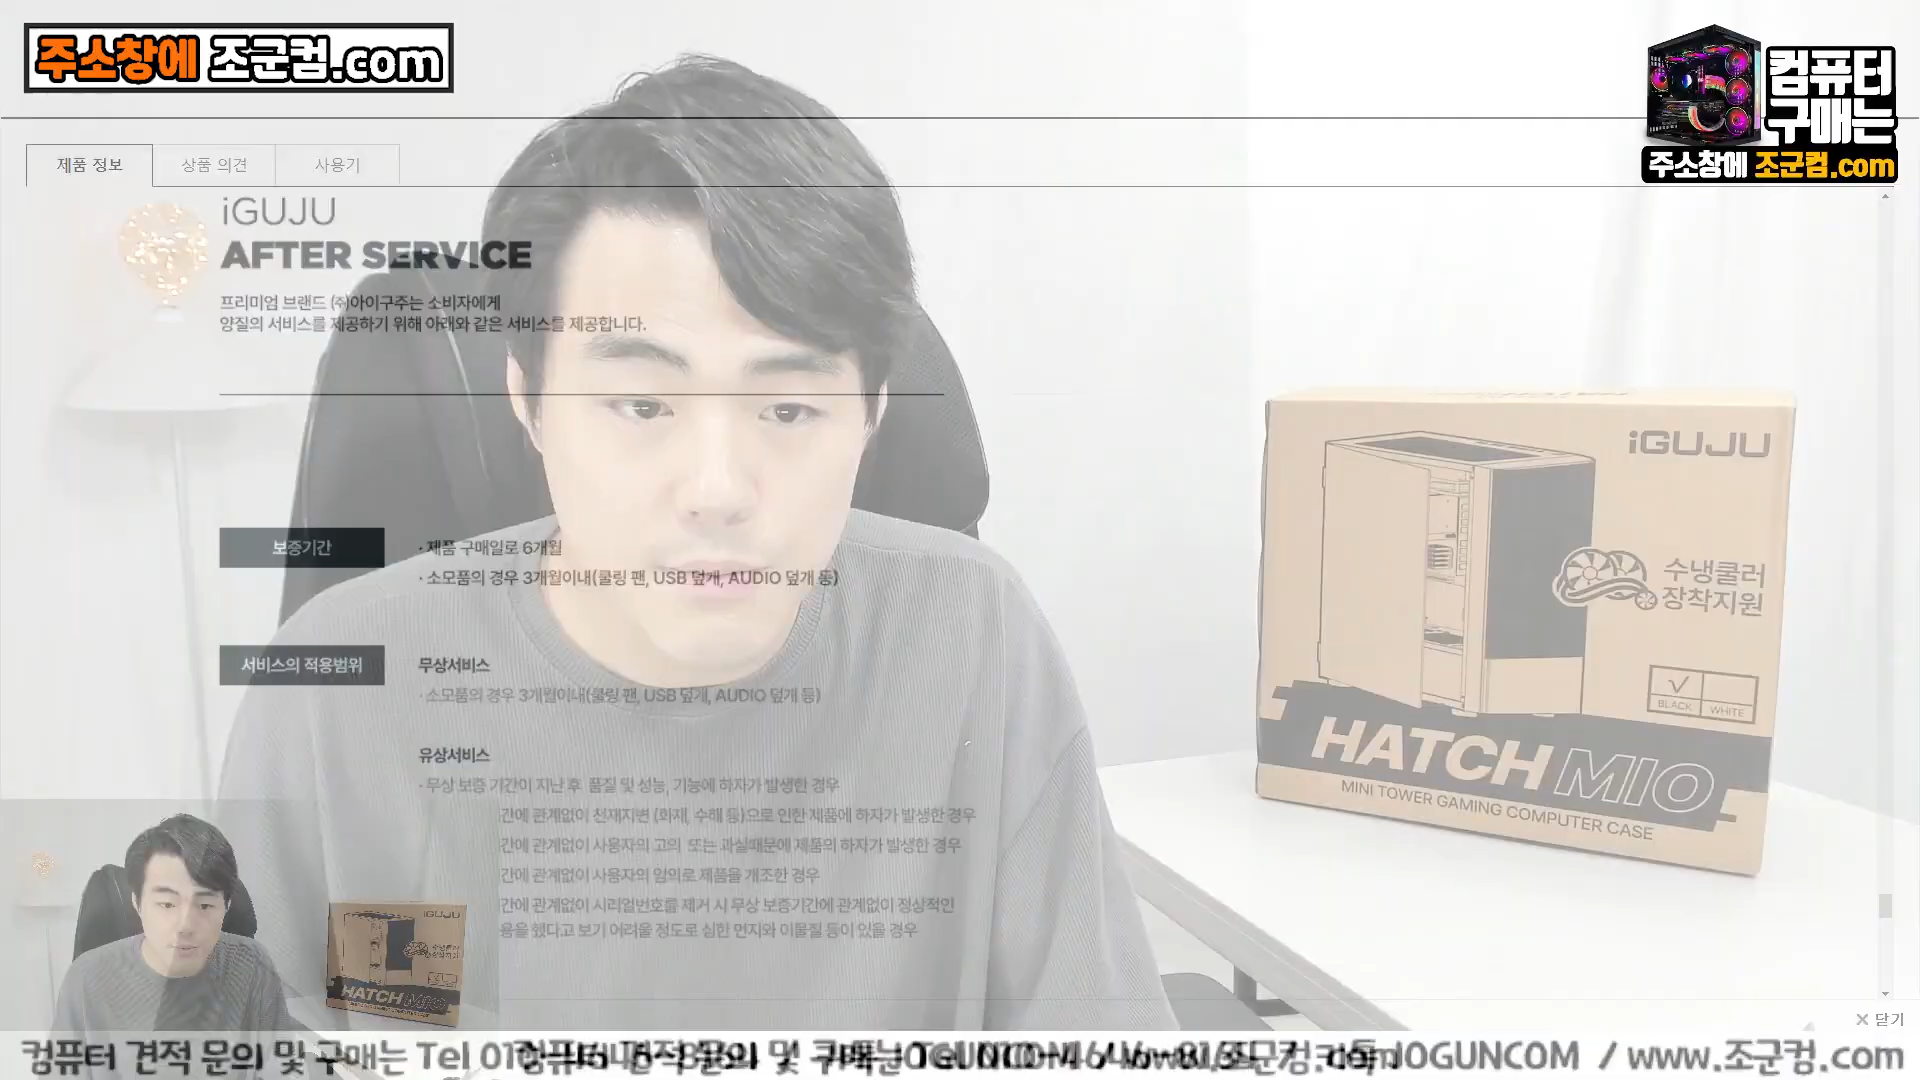 주소창에 조군컴.com
컴퓨터
구매는
주소창에 조군컴.com
제품 정보
상품 의견
사용기
iGUJU
AFTER SERVICE
프리미엄 브랜드 (주)아이구주는 소비자에게
양질의 서비스를 제공하기 위해 아래와 같은 서비스를 제공합니다.
보증기간
· 제품 구매일로 6개월
· 소모품의 경우 3개월이내(쿨링 팬, USB 덮개, AUDIO 덮개 등)
서비스의 적용범위
무상서비스
· 소모품의 경우 3개월이내(쿨링 팬, USB 덮개, AUDIO 덮개 등)
유상서비스
· 무상 보증 기간이 지난 후 품질 및 성능, 기능에 하자가 발생한 경우
간에 관계없이 천재지변 (화재, 수해 등)으로 인한 제품에 하자가 발생한 경우
간에 관계없이 사용자의 고의 또는 과실때문에 제품의 하자가 발생한 경우
간에 관계없이 사용자의 임의로 제품을 개조한 경우
간에 관계없이 시리얼번호를 제거 시 무상 보증기간에 관계없이 정상적인
용을 했다고 보기 어려울 정도로 심한 먼지와 이물질 등이 있을 경우
iGUJU
수냉쿨러
장착지원
BLACK
WHITE
HATCH MIO
MINI TOWER GAMING COMPUTER CASE
iGUJU
HATCH MIO
닫기
컴퓨터 견적 문의 및 구매는 Tel
JOGUNCOM / www.조군컴.com